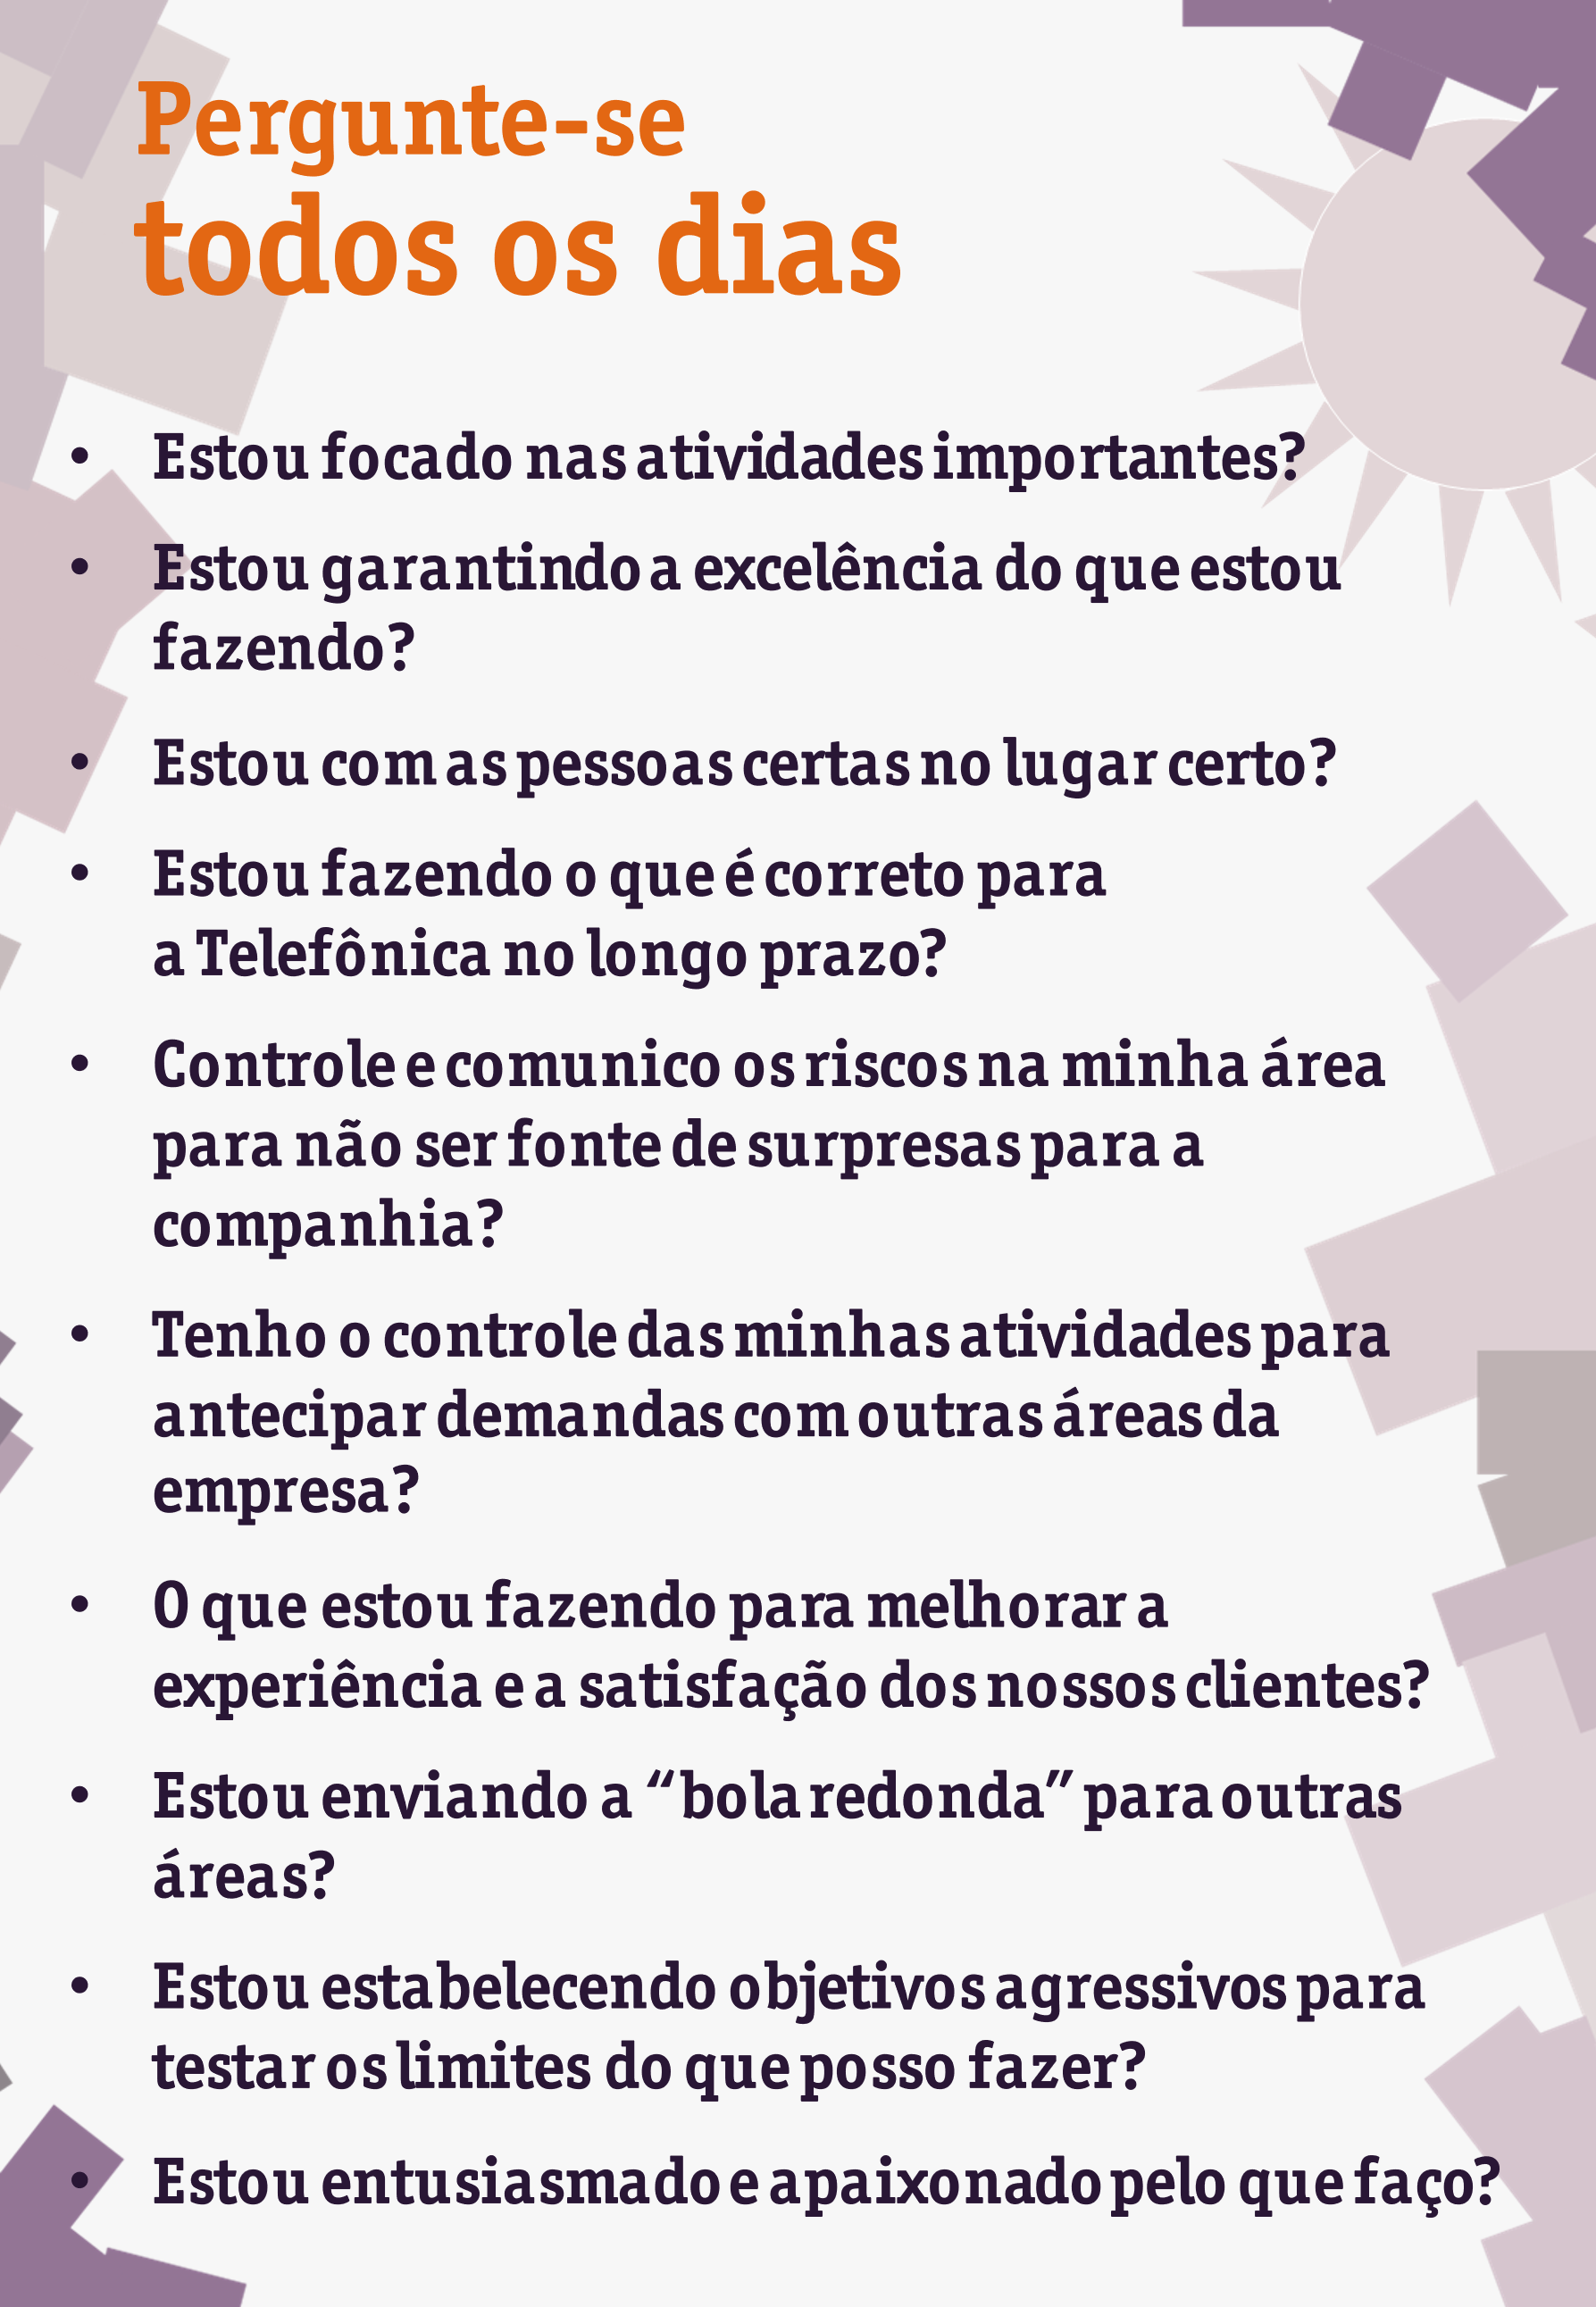 Pergunte-se
todos os dias
• Estou focado nas atividades importantes?
• Estou garantindo a excelência do que estou
fazendo?
• Estou com as pessoas certas no lugar certo?
• Estou fazendo o que é correto para
a Telefônica no longo prazo?
• Controle e comunico os riscos na minha área
para não ser fonte de surpresas para a
companhia?
• Tenho o controle das minhas atividades para
antecipar demandas com outras áreas da
empresa?
• O que estou fazendo para melhorar a
experiência e a satisfação dos nossos clientes?
• Estou enviando a “bola redonda” para outras
áreas?
• Estou estabelecendo objetivos agressivos para
testar os limites do que posso fazer?
• Estou entusiasmado e apaixonado pelo que faço?